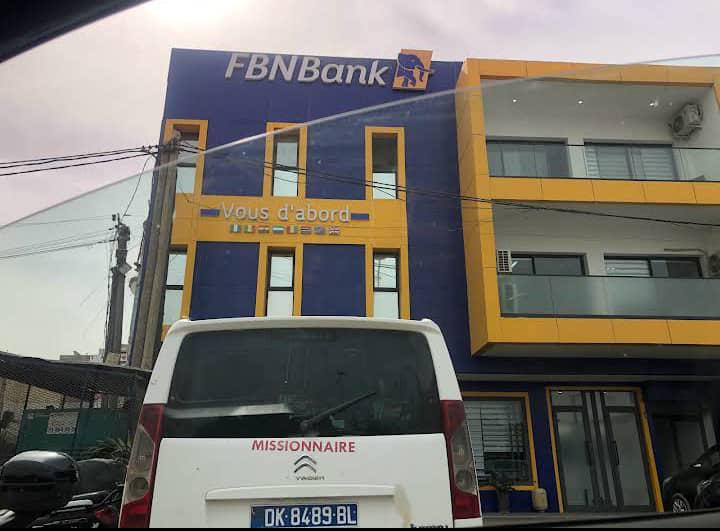 FBNBank
Vous d'abord
MISSIONNAIRE
DK·8489·BL